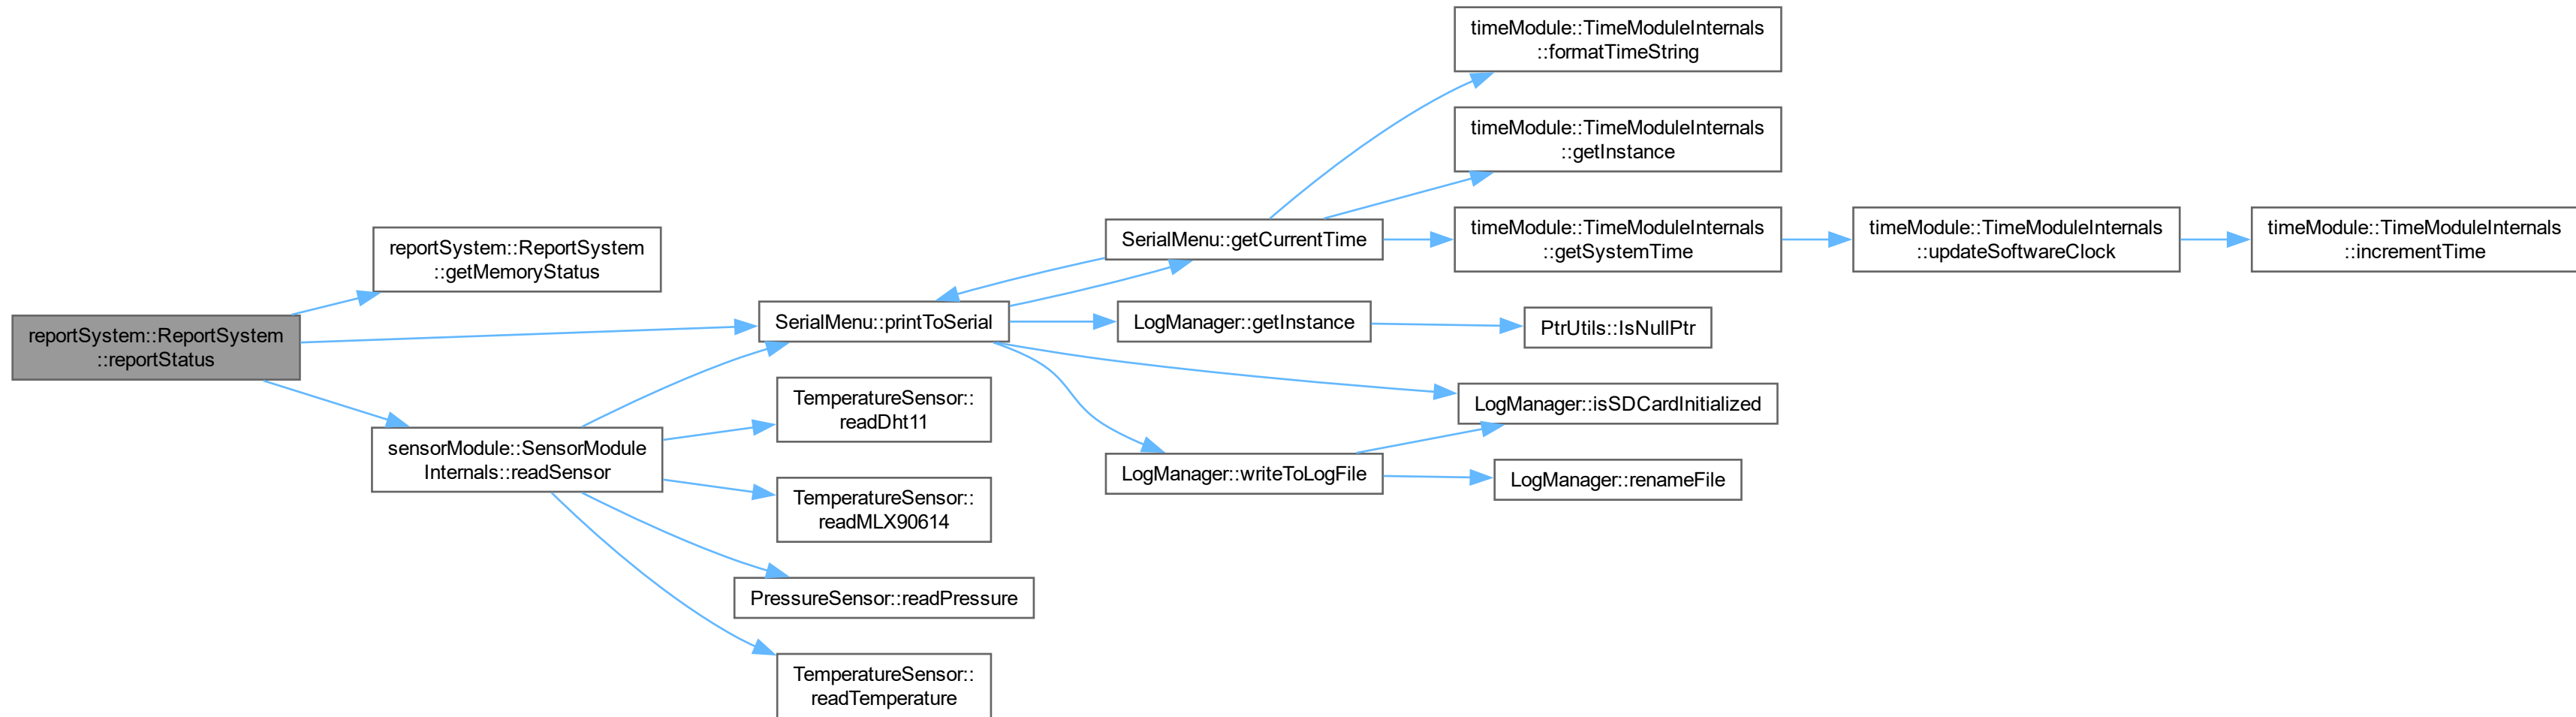 reportSystem::ReportSystem
::reportStatus
reportSystem::ReportSystem
::getMemoryStatus
sensorModule::SensorModule
Internals::readSensor
SerialMenu::printToSerial
TemperatureSensor::
readDht11
TemperatureSensor::
readMLX90614
PressureSensor::readPressure
TemperatureSensor::
readTemperature
SerialMenu::getCurrentTime
LogManager::getInstance
LogManager::writeToLogFile
timeModule::TimeModuleInternals
::formatTimeString
timeModule::TimeModuleInternals
::getInstance
timeModule::TimeModuleInternals
::getSystemTime
PtrUtils::IsNullPtr
LogManager::isSDCardInitialized
LogManager::renameFile
timeModule::TimeModuleInternals
::updateSoftwareClock
timeModule::TimeModuleInternals
::incrementTime